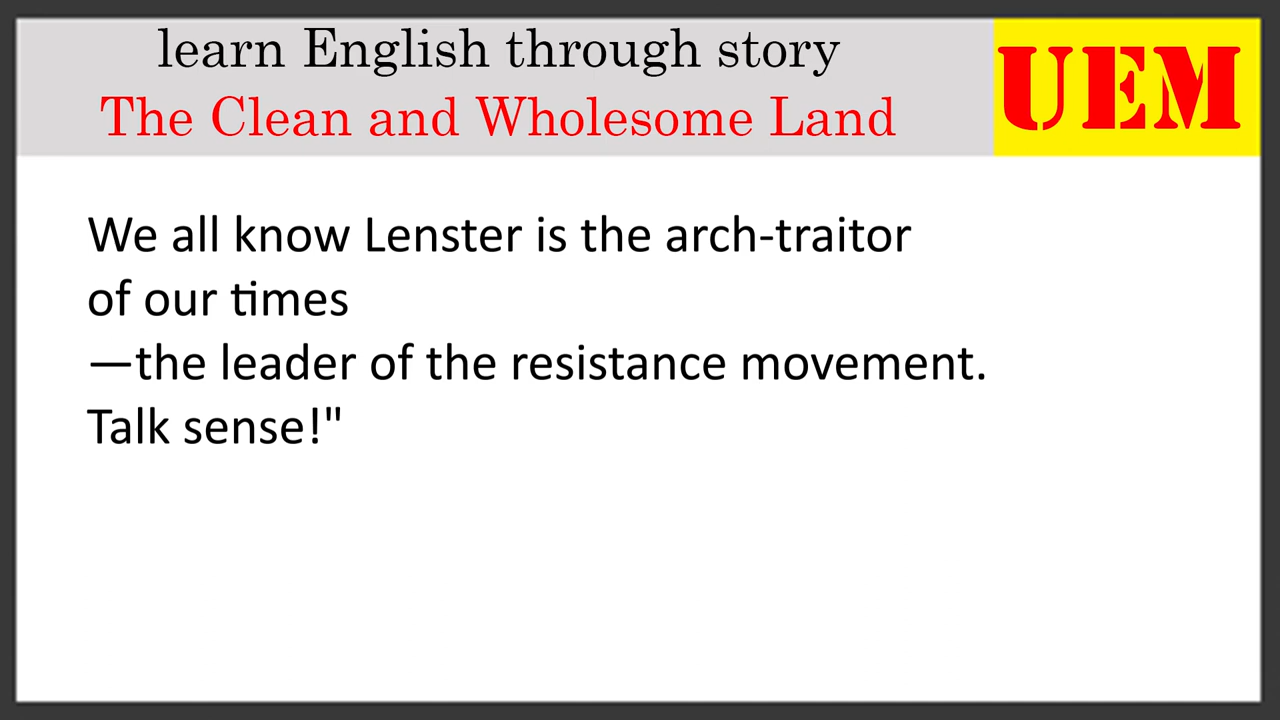 learn English through story
The Clean and Wholesome Land
UEM
We all know Lenster is the arch-traitor
of our times
—the leader of the resistance movement.
Talk sense!"